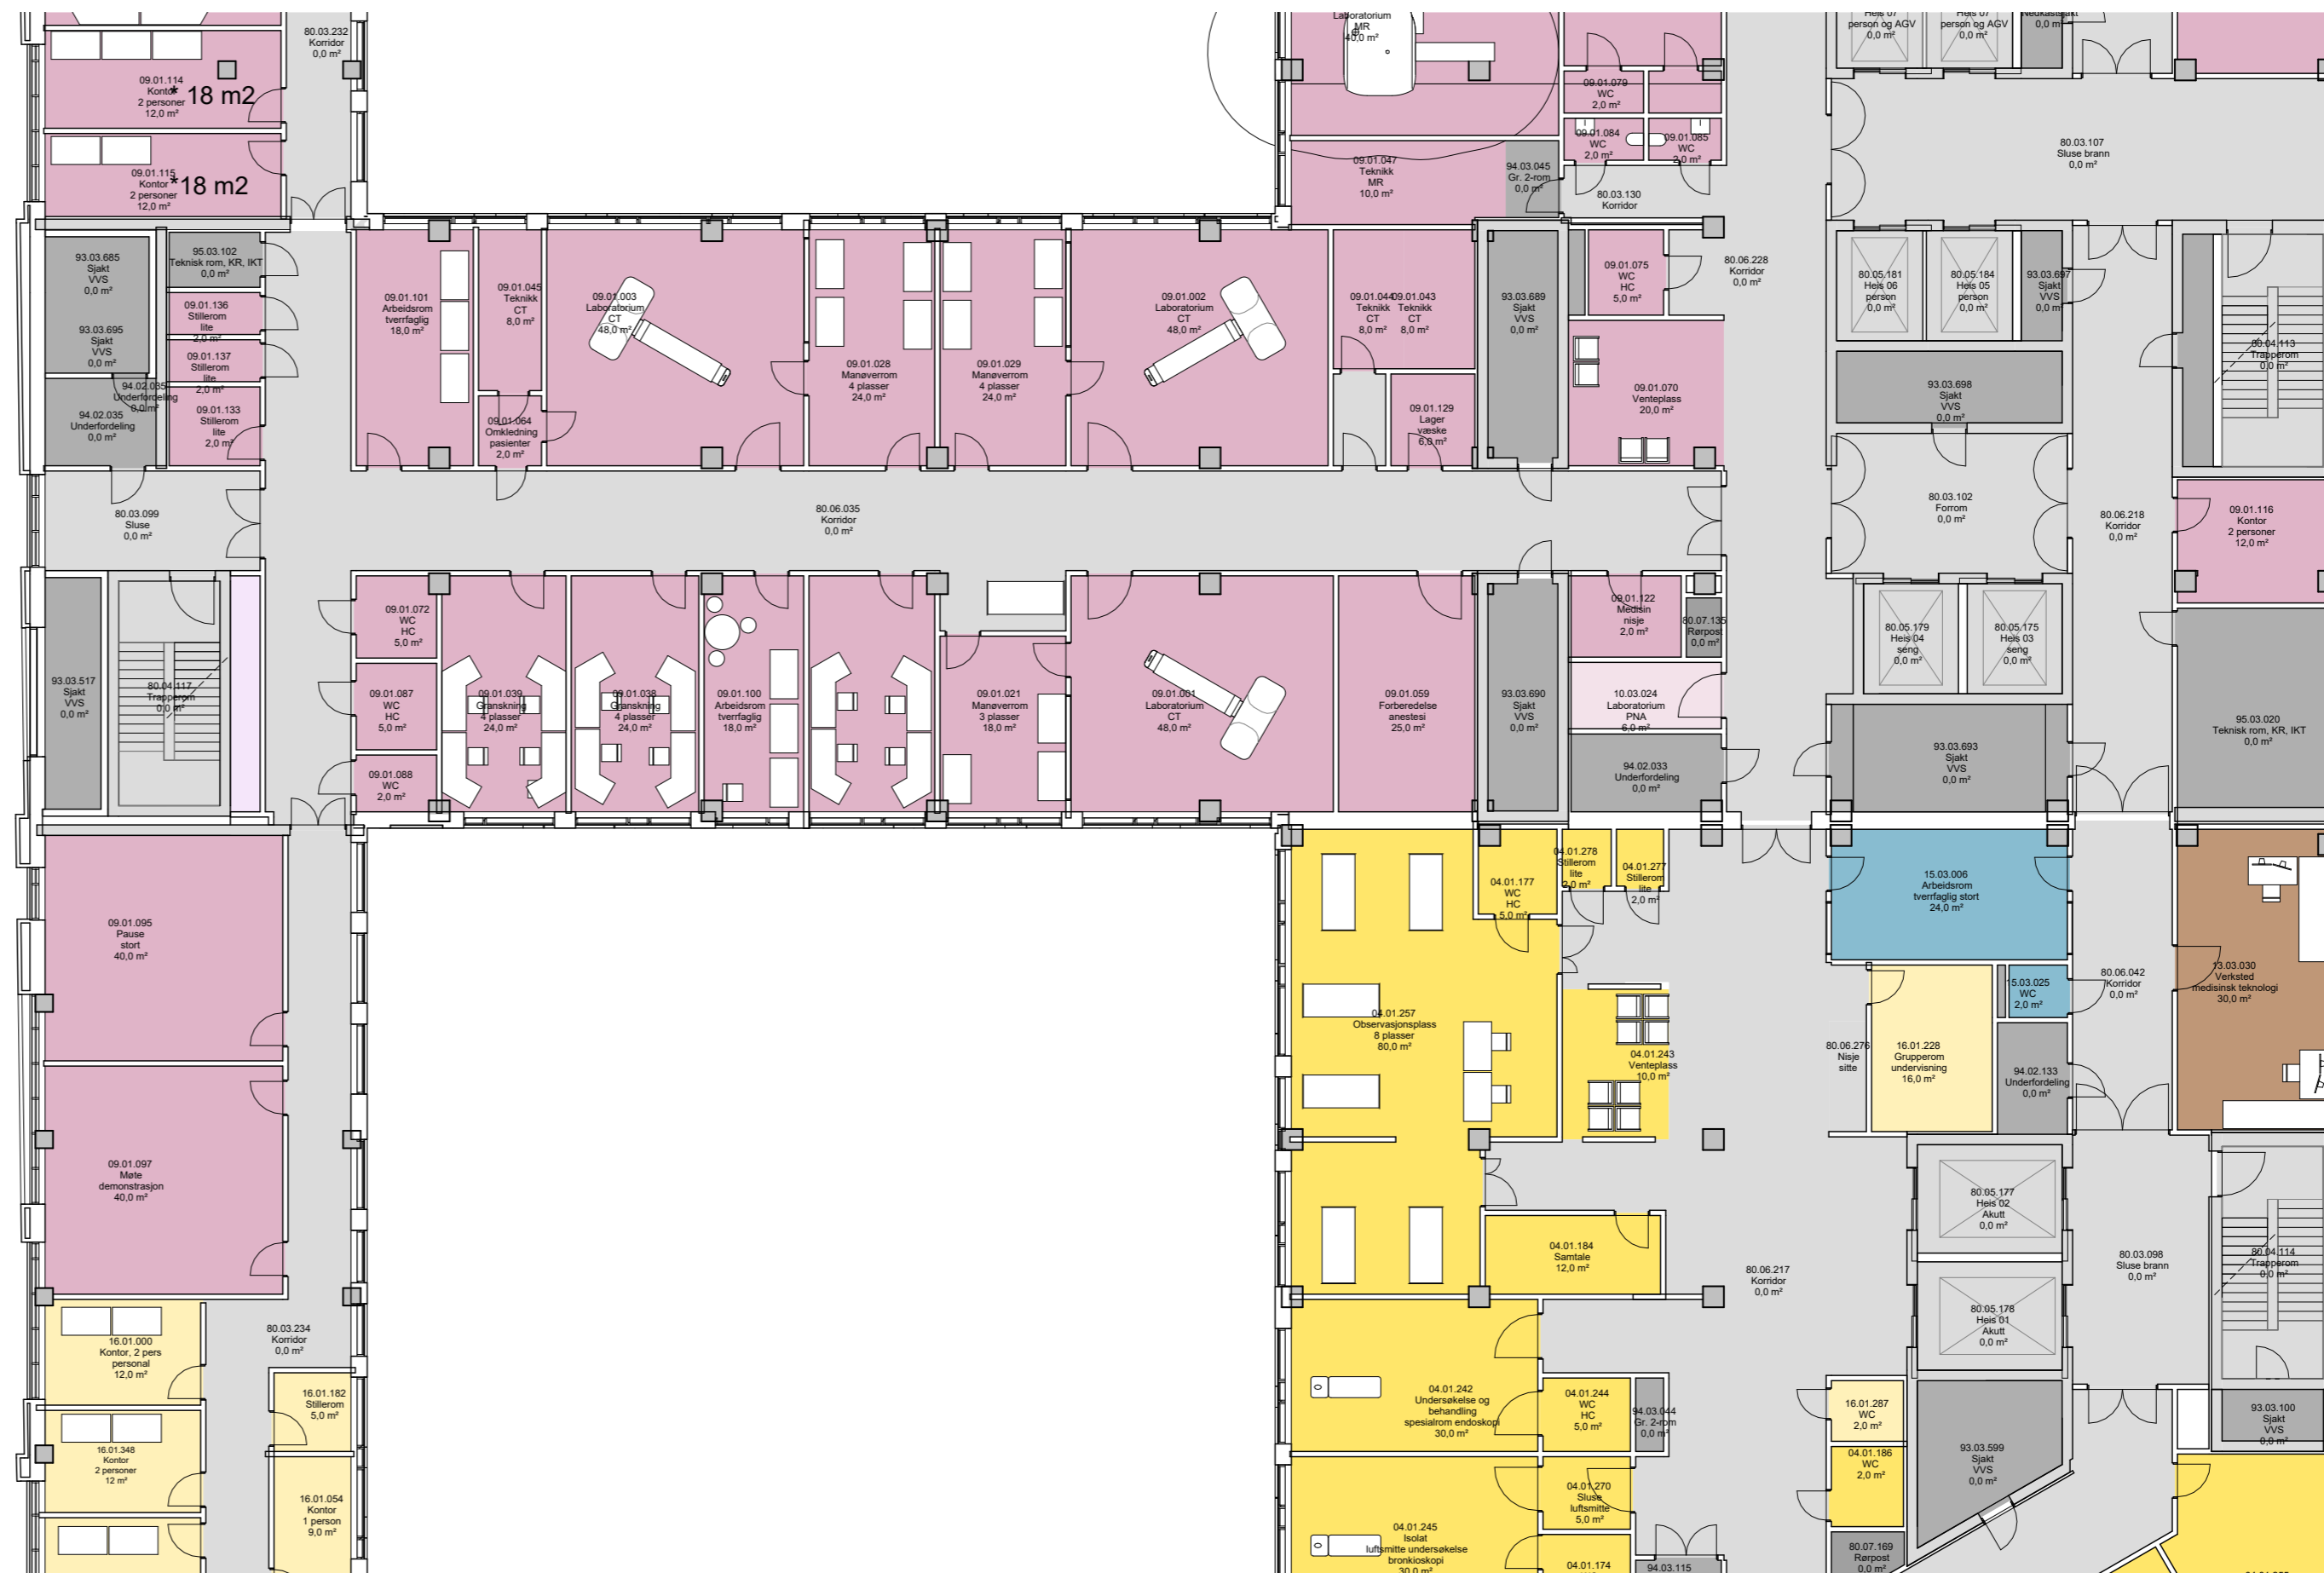 80.03.232
Korridor
0,0 m²
Laboratorium
MR
40,0 m²
Heis 07
person og AGV
0,0 m²
Heis 07
person og AGV
0,0 m²
Nedkastsjakt
0,0 m²
09.01.114
Kontor
2 personer
12,0 m²
* 18 m2
09.01.115
Kontor
2 personer
12,0 m²
*18 m2
09.01.079
WC
2,0 m²
09.01.084
WC
2,0 m²
09.01.085
WC
2,0 m²
80.03.107
Sluse brann
0,0 m²
09.01.047
Teknikk
MR
10,0 m²
94.03.045
Gr. 2-rom
0,0 m²
80.03.130
Korridor
93.03.685
Sjakt
VVS
0,0 m²
95.03.102
Teknisk rom, KR, IKT
0,0 m²
93.03.695
Sjakt
VVS
0,0 m²
09.01.136
Stillerom
lite
2,0 m²
09.01.137
Stillerom
lite
2,0 m²
94.02.035
Underfordeling
0,0 m²
94.02.035
Underfordeling
0,0 m²
09.01.133
Stillerom
lite
2,0 m²
09.01.101
Arbeidsrom
tverrfaglig
18,0 m²
09.01.045
Teknikk
CT
8,0 m²
09.01.064
Omkledning
pasienter
2,0 m²
09.01.003
Laboratorium
CT
48,0 m²
09.01.028
Manøverrom
4 plasser
24,0 m²
09.01.029
Manøverrom
4 plasser
24,0 m²
09.01.002
Laboratorium
CT
48,0 m²
09.01.044
Teknikk
CT
8,0 m²
09.01.043
Teknikk
CT
8,0 m²
09.01.129
Lager
væske
6,0 m²
93.03.689
Sjakt
VVS
0,0 m²
09.01.075
WC
HC
5,0 m²
80.06.228
Korridor
0,0 m²
09.01.070
Venteplass
20,0 m²
80.05.181
Heis 06
person
0,0 m²
80.05.184
Heis 05
person
0,0 m²
93.03.697
Sjakt
VVS
0,0 m²
80.04.113
Trapperom
0,0 m²
93.03.698
Sjakt
VVS
0,0 m²
80.03.099
Sluse
0,0 m²
80.06.035
Korridor
0,0 m²
80.03.102
Forrom
0,0 m²
80.06.218
Korridor
0,0 m²
09.01.116
Kontor
2 personer
12,0 m²
93.03.517
Sjakt
VVS
0,0 m²
80.04.117
Trapperom
0,0 m²
09.01.072
WC
HC
5,0 m²
09.01.087
WC
HC
5,0 m²
09.01.088
WC
2,0 m²
09.01.039
Granskning
4 plasser
24,0 m²
09.01.038
Granskning
4 plasser
24,0 m²
09.01.100
Arbeidsrom
tverrfaglig
18,0 m²
09.01.021
Manøverrom
3 plasser
18,0 m²
09.01.001
Laboratorium
CT
48,0 m²
09.01.059
Forberedelse
anestesi
25,0 m²
93.03.690
Sjakt
VVS
0,0 m²
09.01.122
Medisin
nisje
2,0 m²
80.07.135
Rørpost
0,0 m²
10.03.024
Laboratorium
PNA
6,0 m²
94.02.033
Underfordeling
0,0 m²
80.05.179
Heis 04
seng
0,0 m²
80.05.175
Heis 03
seng
0,0 m²
93.03.693
Sjakt
VVS
0,0 m²
95.03.020
Teknisk rom, KR, IKT
0,0 m²
09.01.095
Pause
stort
40,0 m²
09.01.097
Møte
demonstrasjon
40,0 m²
04.01.177
WC
HC
5,0 m²
04.01.278
Stillerom
lite
2,0 m²
04.01.277
Stillerom
lite
2,0 m²
15.03.006
Arbeidsrom
tverrfaglig stort
24,0 m²
15.03.025
WC
2,0 m²
80.06.042
Korridor
0,0 m²
13.03.030
Verksted
medisinsk teknologi
30,0 m²
04.01.257
Observasjonsplass
8 plasser
80,0 m²
04.01.243
Venteplass
10,0 m²
80.06.276
Nisje
sitte
16.01.228
Grupperom
undervisning
16,0 m²
94.02.133
Underfordeling
0,0 m²
80.05.177
Heis 02
Akutt
0,0 m²
04.01.184
Samtale
12,0 m²
80.06.217
Korridor
0,0 m²
80.03.098
Sluse brann
0,0 m²
80.04.114
Trapperom
0,0 m²
80.05.178
Heis 01
Akutt
0,0 m²
16.01.000
Kontor, 2 pers
personal
12,0 m²
80.03.234
Korridor
0,0 m²
16.01.182
Stillerom
5,0 m²
16.01.348
Kontor
2 personer
12 m²
16.01.054
Kontor
1 person
9,0 m²
04.01.242
Undersøkelse og
behandling
spesialrom endoskopi
30,0 m²
04.01.244
WC
HC
5,0 m²
94.03.044
Gr. 2-rom
0,0 m²
16.01.287
WC
2,0 m²
04.01.186
WC
2,0 m²
93.03.599
Sjakt
VVS
0,0 m²
93.03.100
Sjakt
VVS
0,0 m²
04.01.270
Sluse
luftsmitte
5,0 m²
04.01.245
Isolat
luftsmitte undersøkelse
bronkioskopi
30,0 m²
04.01.174
94.03.115
80.07.169
Rørpost
0,0 m²